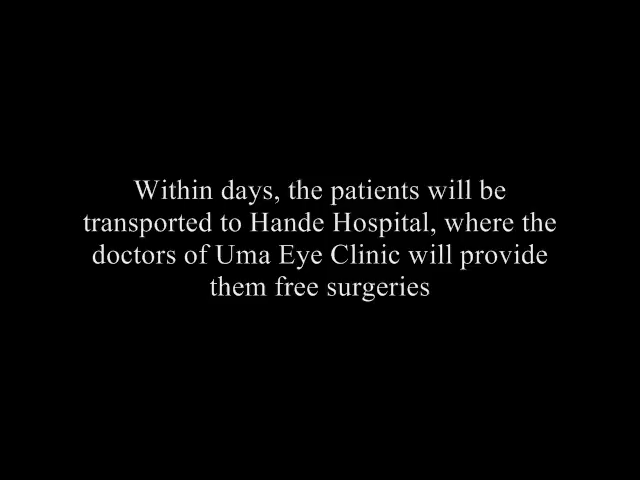 Within days, the patients will be
transported to Hande Hospital, where the
doctors of Uma Eye Clinic will provide
them free surgeries